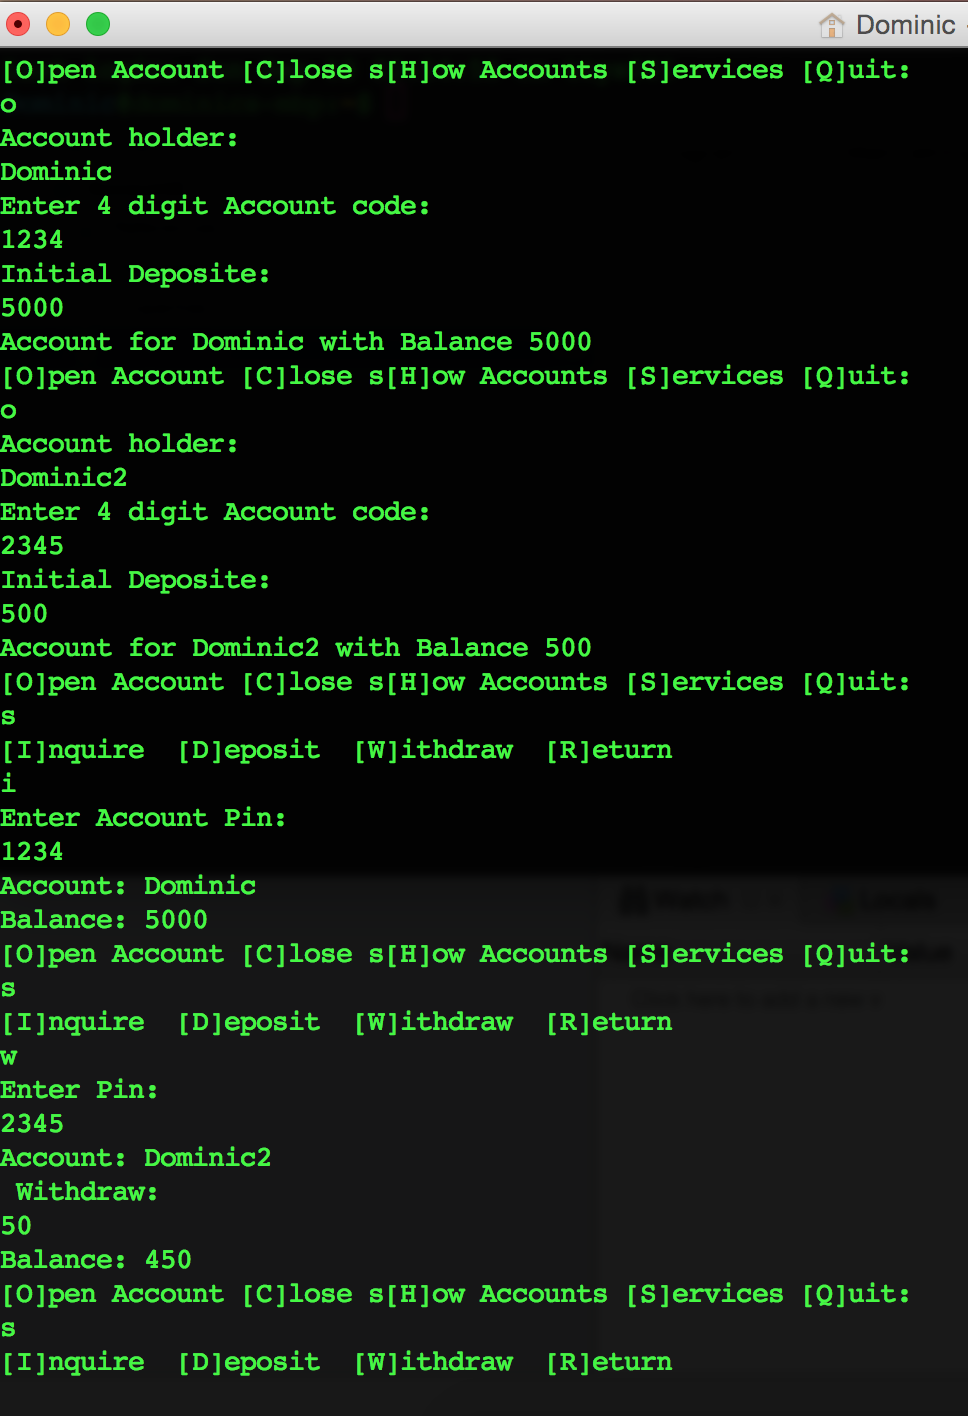 Dominic
[O]pen Account [C]lose s[H]ow Accounts [S]ervices [Q]uit:
o
Account holder:
Dominic
Enter 4 digit Account code:
1234
Initial Deposite:
5000
Account for Dominic with Balance 5000
[O]pen Account [C]lose s[H]ow Accounts [S]ervices [Q]uit:
o
Account holder:
Dominic2
Enter 4 digit Account code:
2345
Initial Deposite:
500
Account for Dominic2 with Balance 500
[O]pen Account [C]lose s[H]ow Accounts [S]ervices [Q]uit:
s
[I]nquire  [D]eposit  [W]ithdraw  [R]eturn
i
Enter Account Pin:
1234
Account: Dominic
Balance: 5000
[O]pen Account [C]lose s[H]ow Accounts [S]ervices [Q]uit:
s
[I]nquire  [D]eposit  [W]ithdraw  [R]eturn
w
Enter Pin:
2345
Account: Dominic2
 Withdraw:
50
Balance: 450
[O]pen Account [C]lose s[H]ow Accounts [S]ervices [Q]uit:
s
[I]nquire  [D]eposit  [W]ithdraw  [R]eturn